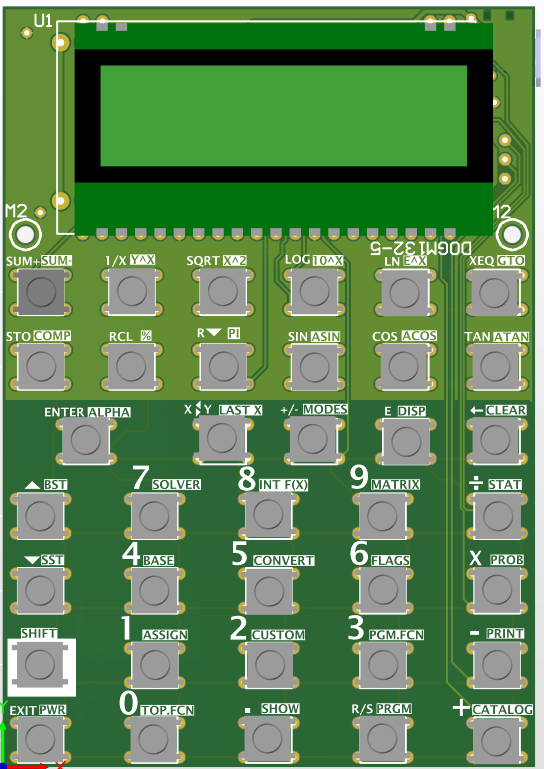 U1
M2
M2
DOGM132-5
SUM+ SUM- 1/X Y^X SQRT X^2 LOG 10^X LN E^X XEQ GTO
STO COMP RCL % R▼ PI SIN ASIN COS ACOS TAN ATAN
ENTER ALPHA X Y LAST X +/- MODES E DISP ←CLEAR
▲ BST 7 SOLVER 8 INT F(X) 9 MATRIX ÷ STAT
▼ SST 4 BASE 5 CONVERT 6 FLAGS X PROB
SHIFT 1 ASSIGN 2 CUSTOM 3 PGM.FCN - PRINT
EXIT PWR 0 TOP.FCN . SHOW R/S PRGM + CATALOG
Y
X